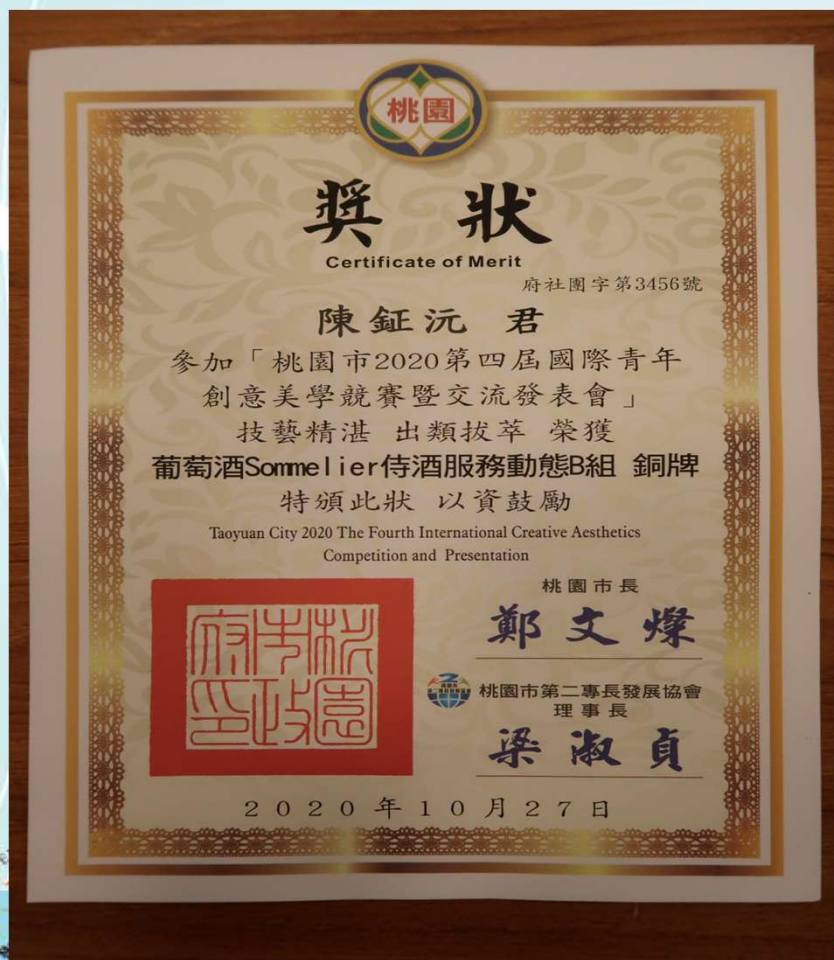 桃園
獎狀
Certificate of Merit
府社團字第3456號
陳鉦沅 君
參加「桃園市2020第四屆國際青年
創意美學競賽暨交流發表會」
技藝精湛 出類拔萃 榮獲
葡萄酒Sommelier侍酒服務動態B組 銅牌
特頒此狀 以資鼓勵
Taoyuan City 2020 The Fourth International Creative Aesthetics
Competition and Presentation
桃園市政府印
桃園市長
鄭文燦
桃園市第二專長發展協會
理事長
梁淑貞
2020年10月27日